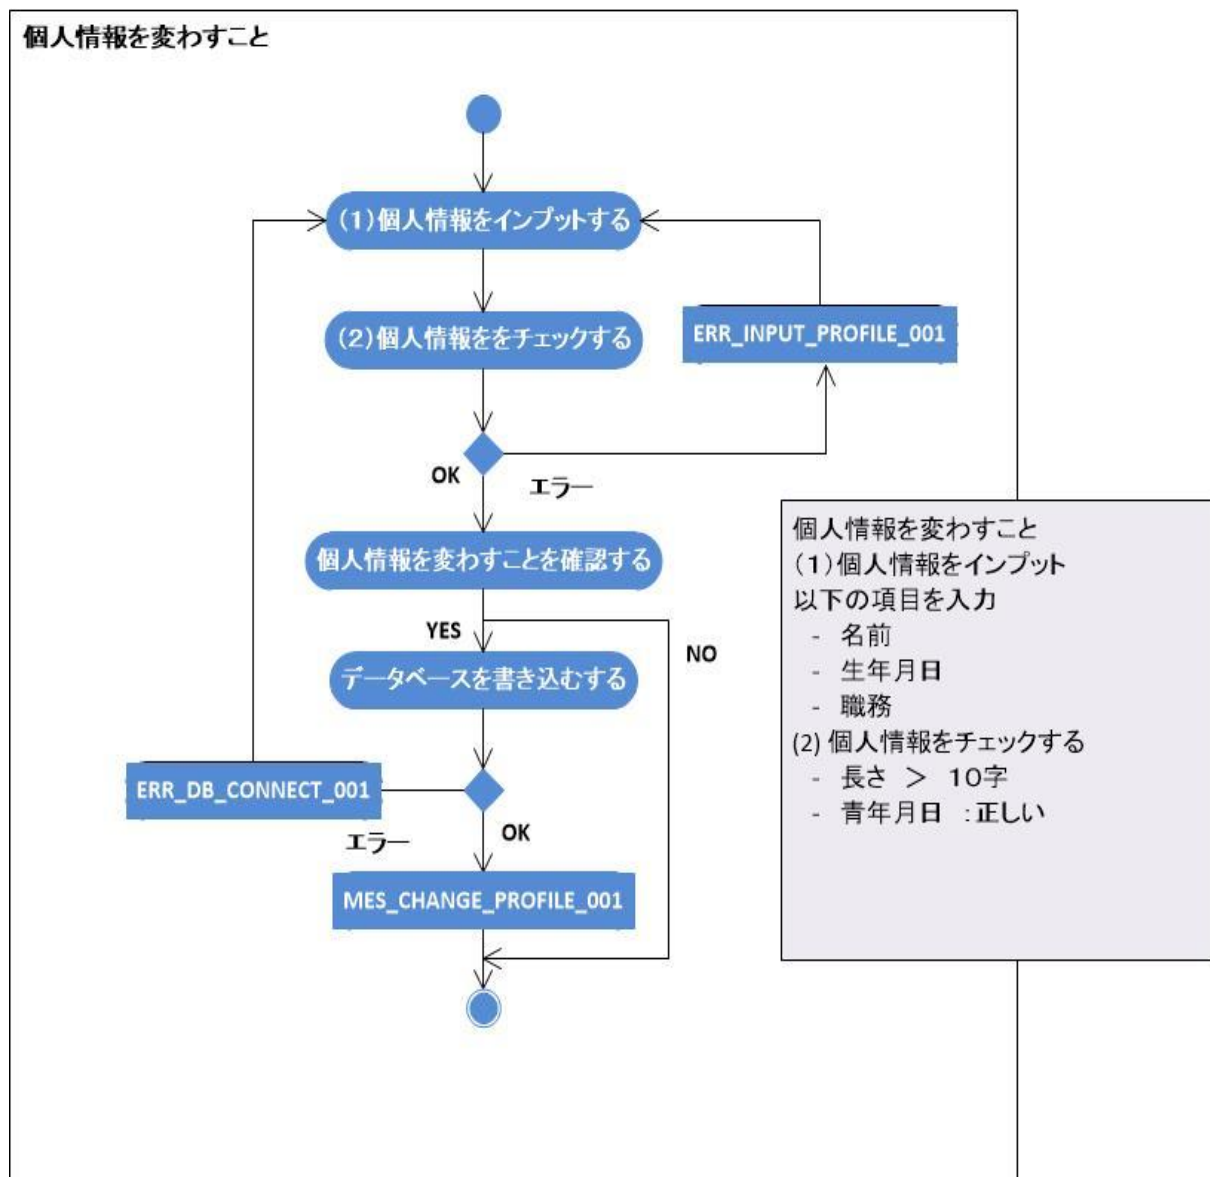 個人情報を変わすこと
(1)個人情報をインプットする
(2)個人情報ををチェックする
ERR_INPUT_PROFILE_001
OK
エラー
個人情報を変わすことを確認する
YES
NO
データベースを書き込むする
ERR_DB_CONNECT_001
エラー
OK
MES_CHANGE_PROFILE_001
個人情報を変わすこと
(1)個人情報をインプット
以下の項目を入力
- 名前
- 生年月日
- 職務
(2) 個人情報をチェックする
- 長さ > 10字
- 青年月日 :正しい